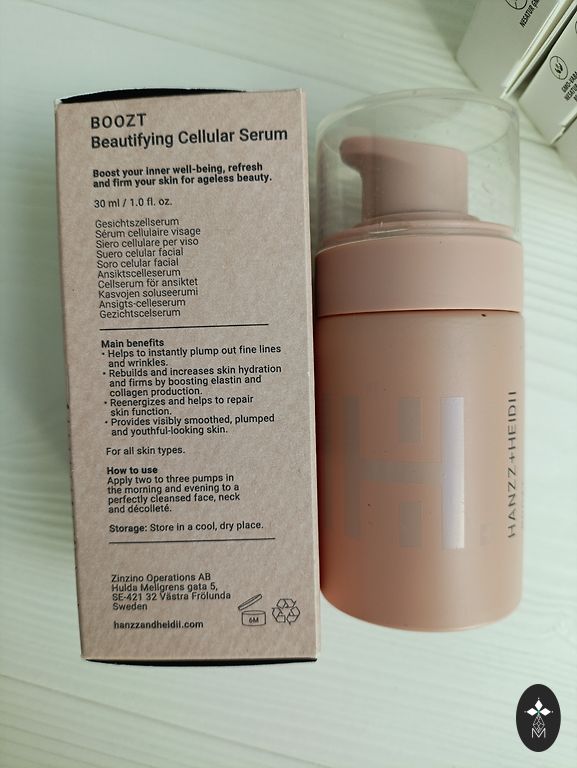 BOOZT
Beautifying Cellular Serum
Boost your inner well-being, refresh
and firm your skin for ageless beauty.
30 ml / 1.0 fl. oz.
Gesichtszellserum
Sérum cellulaire visage
Siero cellulare per viso
Suero celular facial
Soro celular facial
Ansiktscelleserum
Cellserum för ansiktet
Kasvojen soluseerumi
Ansigts-celleserum
Gezichtscelserum
Main benefits
• Helps to instantly plump out fine lines
and wrinkles.
• Rebuilds and increases skin hydration
and firms by boosting elastin and
collagen production.
• Reenergizes and helps to repair
skin function.
• Provides visibly smoothed, plumped
and youthful-looking skin.
For all skin types.
How to use
Apply two to three pumps in
the morning and evening to a
perfectly cleansed face, neck
and décolleté.
Storage: Store in a cool, dry place.
Zinzino Operations AB
Hulda Mellgrens gata 5,
SE-421 32 Västra Frölunda
Sweden
hanzzandheidii.com
6M
H
HANZZ+HEIDII